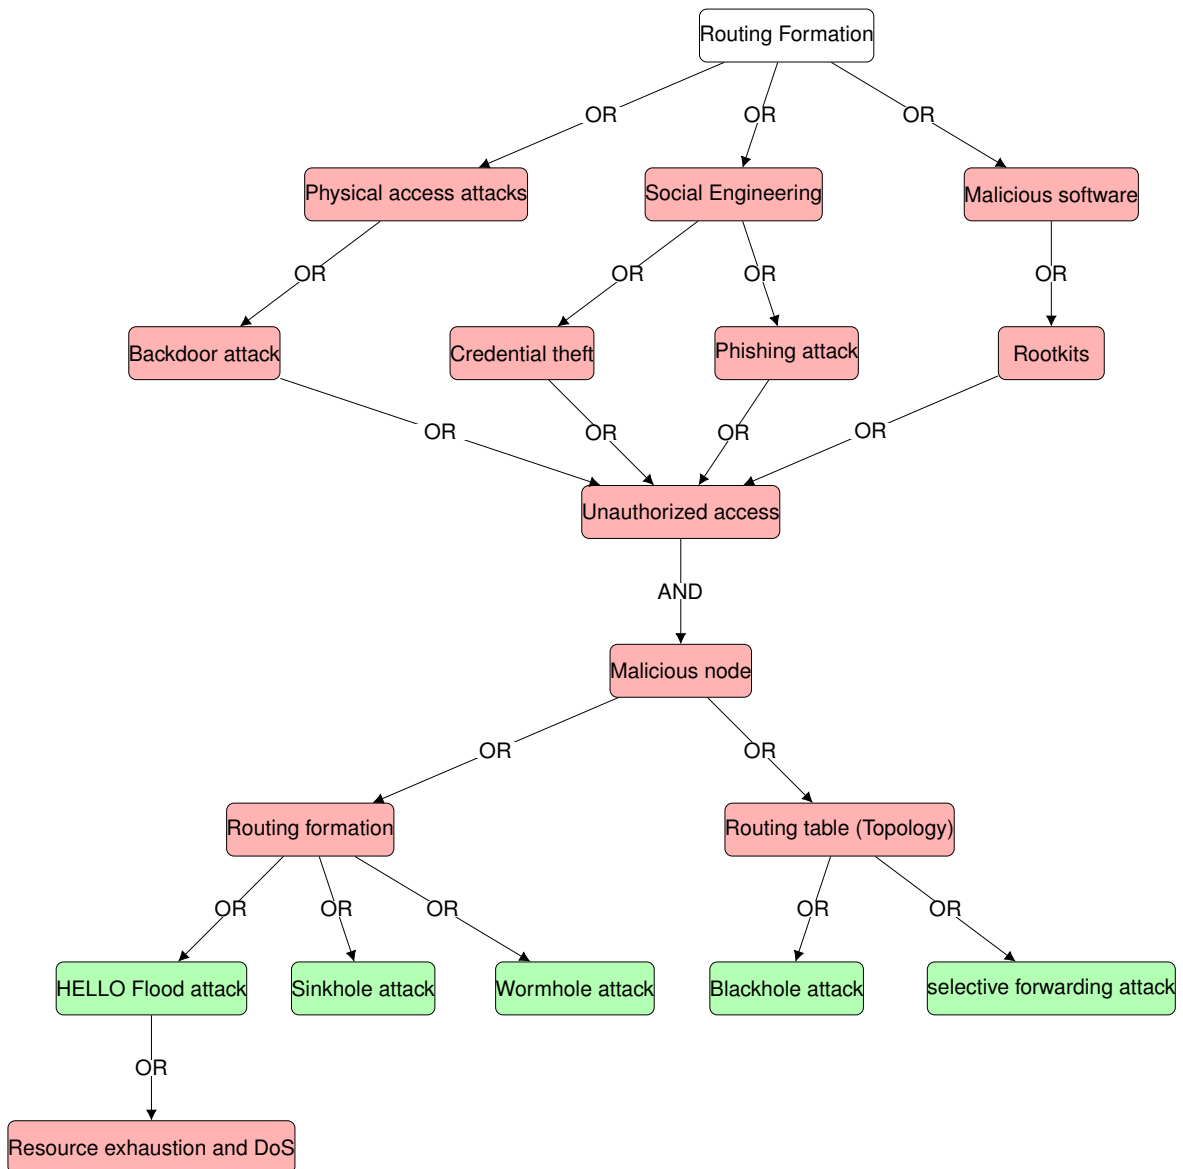 Routing Formation
OR OR OR
Physical access attacks Social Engineering Malicious software
OR OR OR OR
Backdoor attack Credential theft Phishing attack Rootkits
OR OR OR OR
Unauthorized access
AND
Malicious node
OR OR
Routing formation Routing table (Topology)
OR OR OR OR OR
HELLO Flood attack Sinkhole attack Wormhole attack Blackhole attack selective forwarding attack
OR
Resource exhaustion and DoS